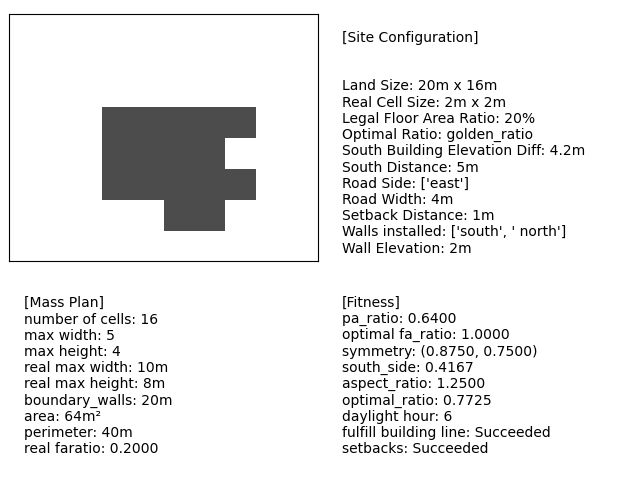 [Site Configuration]
Land Size: 20m x 16m
Real Cell Size: 2m x 2m
Legal Floor Area Ratio: 20%
Optimal Ratio: golden_ratio
South Building Elevation Diff: 4.2m
South Distance: 5m
Road Side: ['east']
Road Width: 4m
Setback Distance: 1m
Walls installed: ['south', ' north']
Wall Elevation: 2m
[Mass Plan]
number of cells: 16
max width: 5
max height: 4
real max width: 10m
real max height: 8m
boundary_walls: 20m
area: 64m²
perimeter: 40m
real faratio: 0.2000
[Fitness]
pa_ratio: 0.6400
optimal fa_ratio: 1.0000
symmetry: (0.8750, 0.7500)
south_side: 0.4167
aspect_ratio: 1.2500
optimal_ratio: 0.7725
daylight hour: 6
fulfill building line: Succeeded
setbacks: Succeeded